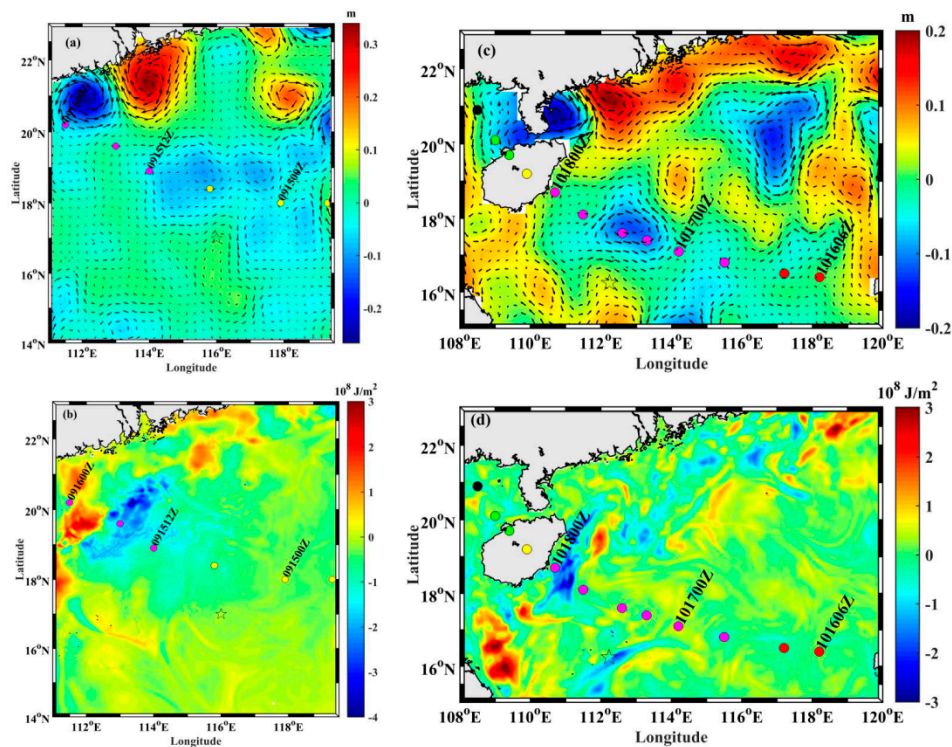 m
(a)
22°N
20°N
18°N
16°N
14°N
Latitude
091512Z
091500Z
112°E 114°E 116°E 118°E
Longitude
0.3
0.2
0.1
0
-0.1
-0.2
m
(c)
22°N
20°N
18°N
16°N
Latitude
101800Z
101700Z
101606Z
108°E 110°E 112°E 114°E 116°E 118°E 120°E
Longitude
0.2
0.1
0
-0.1
-0.2
10⁸ J/m²
(b)
22°N
20°N
18°N
16°N
14°N
Latitude
091600Z
091512Z
091500Z
112°E 114°E 116°E 118°E
Longitude
3
2
1
0
-1
-2
-3
-4
10⁸ J/m²
(d)
22°N
20°N
18°N
16°N
Latitude
101800Z
101700Z
101606Z
108°E 110°E 112°E 114°E 116°E 118°E 120°E
Longitude
3
2
1
0
-1
-2
-3